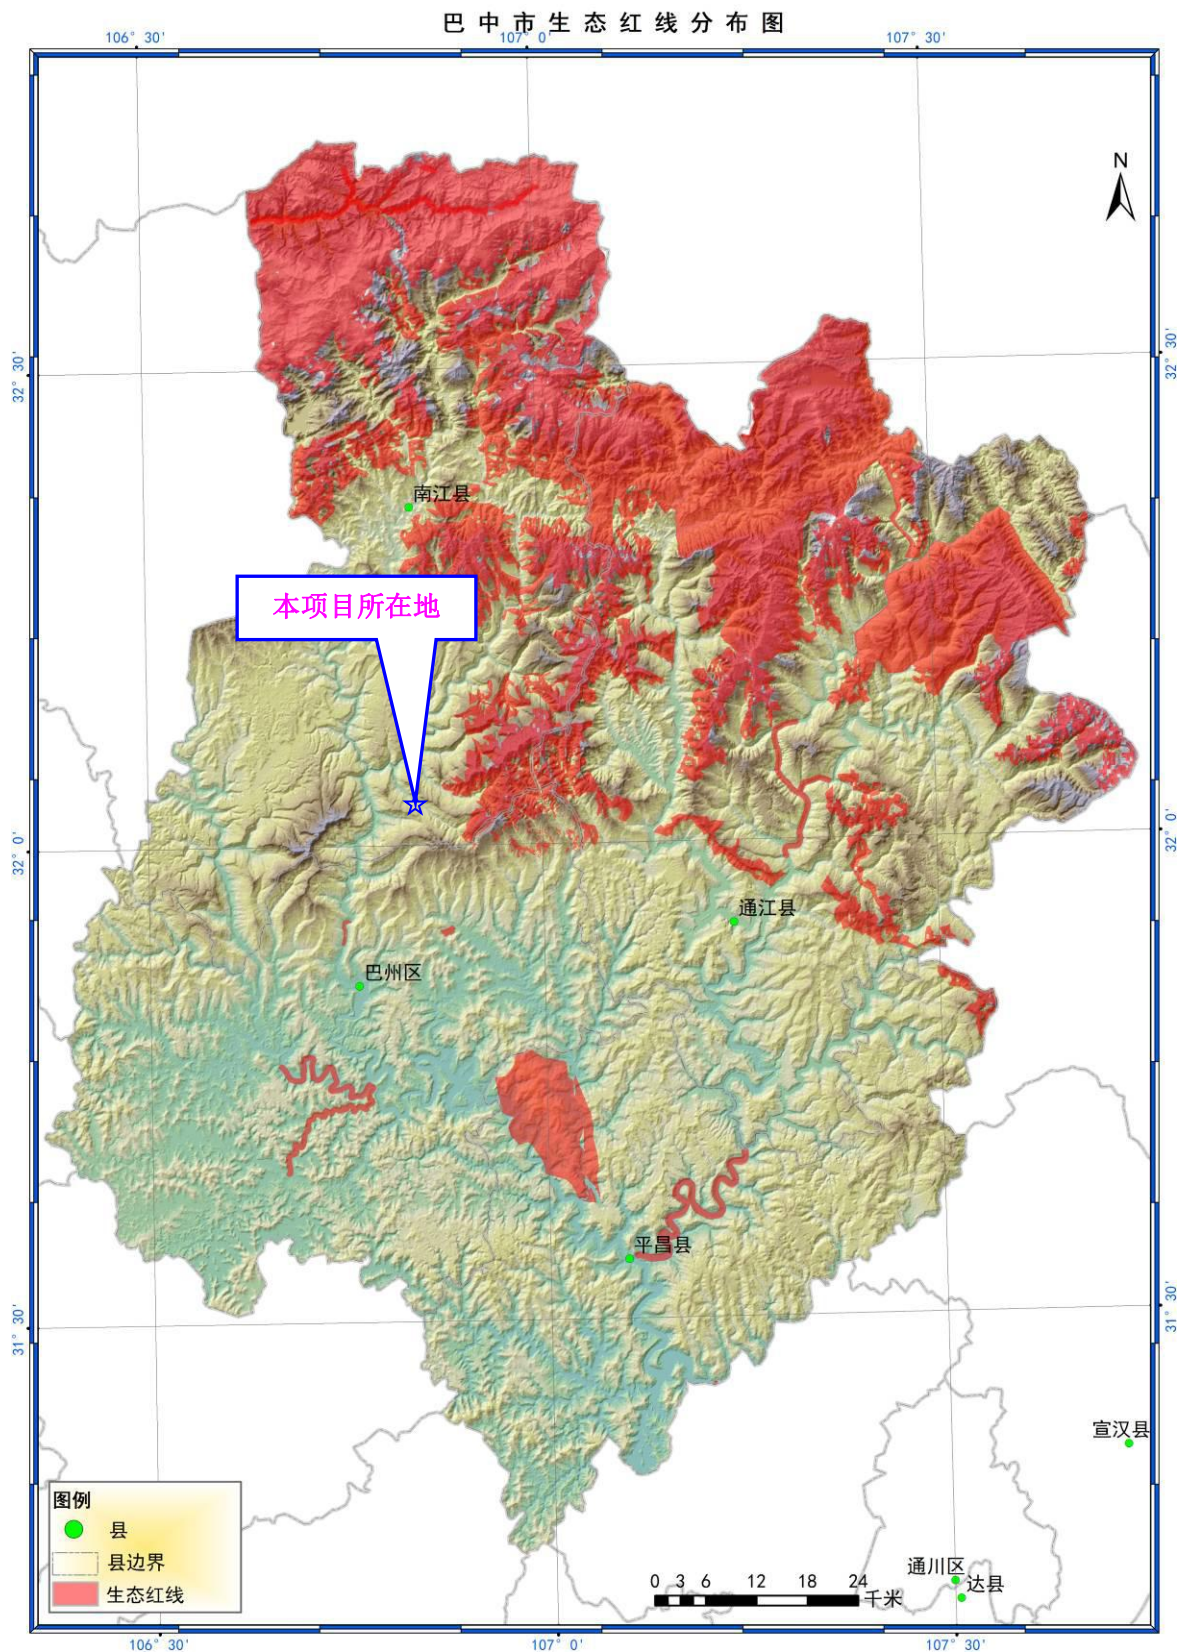 巴中市生态红线分布图
106° 30'
107° 0'
107° 30'
N
32° 30'
32° 30'
南江县
本项目所在地
32° 0'
32° 0'
通江县
巴州区
平昌县
31° 30'
31° 30'
宣汉县
图例
县
县边界
生态红线
通川区
达县
0 3 6 12 18 24
千米
106° 30'
107° 0'
107° 30'